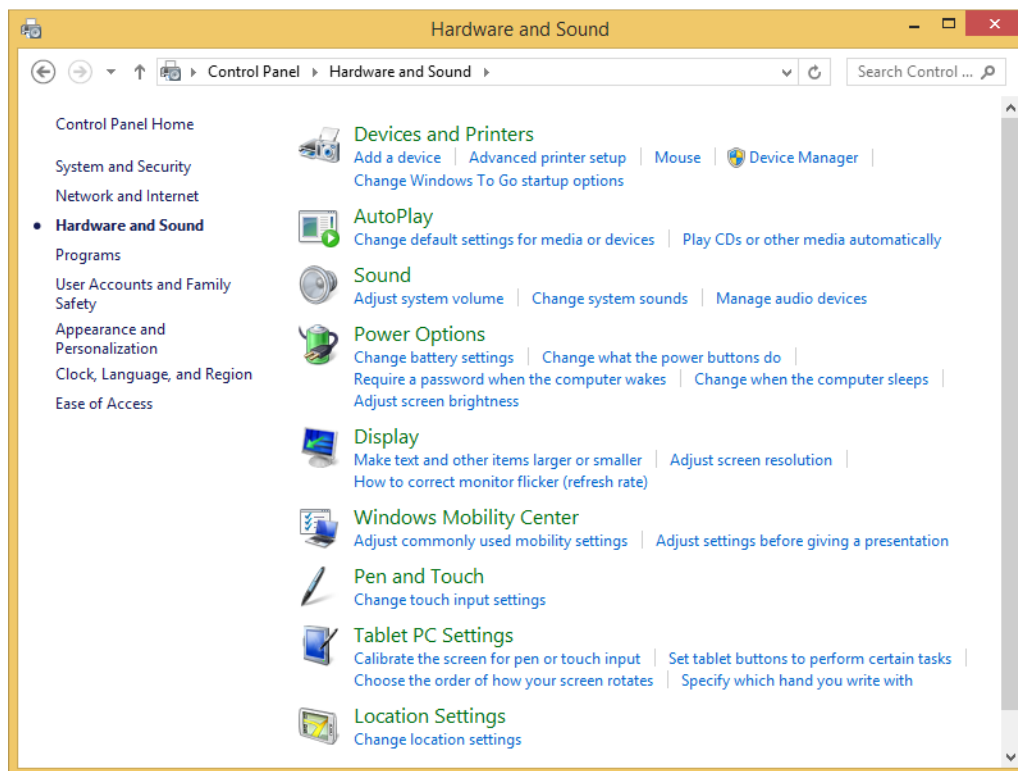 Hardware and Sound
Control Panel Hardware and Sound
Search Control ...
Control Panel Home
System and Security
Network and Internet
Hardware and Sound
Programs
User Accounts and Family
Safety
Appearance and
Personalization
Clock, Language, and Region
Ease of Access
Devices and Printers
Add a device Advanced printer setup Mouse Device Manager
Change Windows To Go startup options
AutoPlay
Change default settings for media or devices Play CDs or other media automatically
Sound
Adjust system volume Change system sounds Manage audio devices
Power Options
Change battery settings Change what the power buttons do
Require a password when the computer wakes Change when the computer sleeps
Adjust screen brightness
Display
Make text and other items larger or smaller Adjust screen resolution
How to correct monitor flicker (refresh rate)
Windows Mobility Center
Adjust commonly used mobility settings Adjust settings before giving a presentation
Pen and Touch
Change touch input settings
Tablet PC Settings
Calibrate the screen for pen or touch input Set tablet buttons to perform certain tasks
Choose the order of how your screen rotates Specify which hand you write with
Location Settings
Change location settings